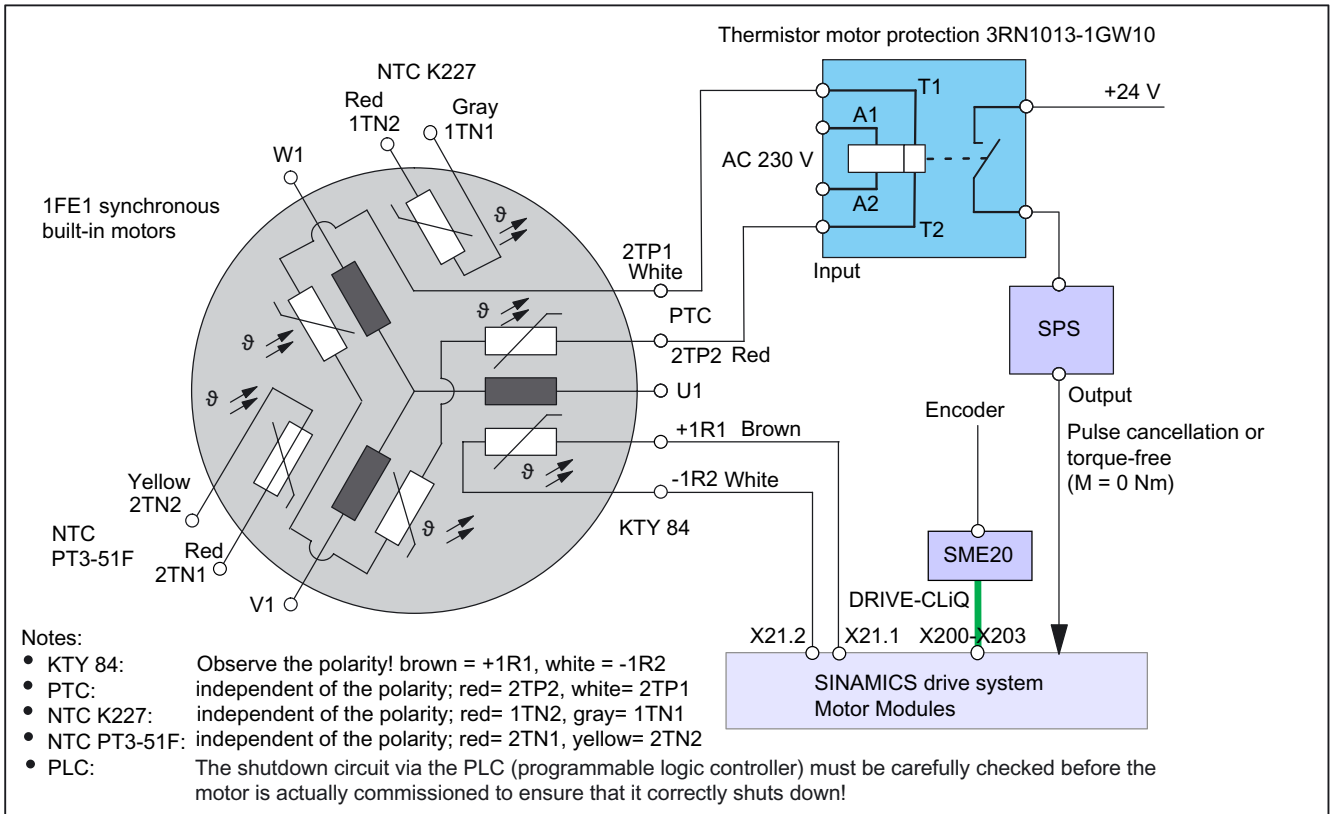 Thermistor motor protection 3RN1013-1GW10
NTC K227
Red
1TN2
Gray
1TN1
W1
1FE1 synchronous
built-in motors
T1
A1
AC 230 V
A2
T2
Input
+24 V
2TP1
White
PTC
2TP2 Red
U1
+1R1 Brown
-1R2 White
KTY 84
SPS
Output
Pulse cancellation or
torque-free
(M = 0 Nm)
Encoder
SME20
DRIVE-CLiQ
ϑ
ϑ
ϑ
ϑ
ϑ
ϑ
Yellow
2TN2
NTC
PT3-51F
Red
2TN1
V1
X21.2
X21.1
X200-X203
SINAMICS drive system
Motor Modules
Notes:
• KTY 84: Observe the polarity! brown = +1R1, white = -1R2
• PTC: independent of the polarity; red= 2TP2, white= 2TP1
• NTC K227: independent of the polarity; red= 1TN2, gray= 1TN1
• NTC PT3-51F: independent of the polarity; red= 2TN1, yellow= 2TN2
• PLC: The shutdown circuit via the PLC (programmable logic controller) must be carefully checked before the
motor is actually commissioned to ensure that it correctly shuts down!